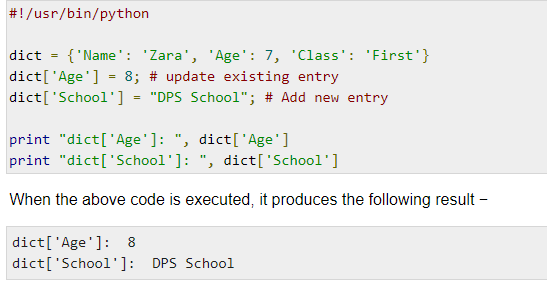 #!/usr/bin/python
dict = {'Name': 'Zara', 'Age': 7, 'Class': 'First'}
dict['Age'] = 8; # update existing entry
dict['School'] = "DPS School"; # Add new entry
print "dict['Age']: ", dict['Age']
print "dict['School']: ", dict['School']
When the above code is executed, it produces the following result −
dict['Age']:  8
dict['School']:  DPS School